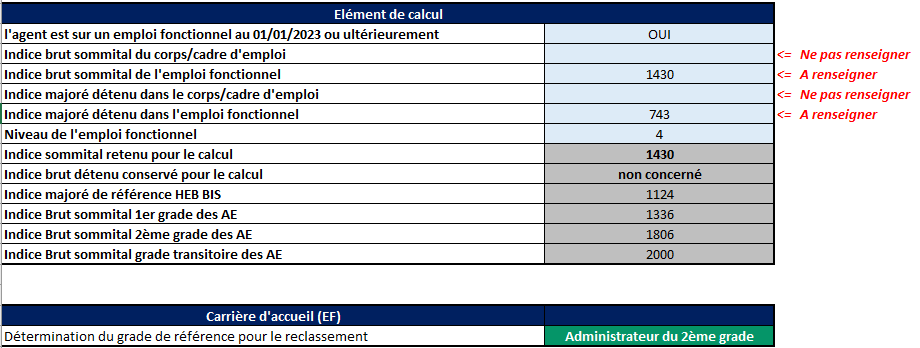 Elément de calcul
l'agent est sur un emploi fonctionnel au 01/01/2023 ou ultérieurement OUI
Indice brut sommital du corps/cadre d'emploi <= Ne pas renseigner
Indice brut sommital de l'emploi fonctionnel 1430 <= A renseigner
Indice majoré détenu dans le corps/cadre d'emploi <= Ne pas renseigner
Indice majoré détenu dans l'emploi fonctionnel 743 <= A renseigner
Niveau de l'emploi fonctionnel 4
Indice sommital retenu pour le calcul 1430
Indice brut détenu conservé pour le calcul non concerné
Indice majoré de référence HEB BIS 1124
Indice Brut sommital 1er grade des AE 1336
Indice Brut sommital 2ème grade des AE 1806
Indice Brut sommital grade transitoire des AE 2000
Carrière d'accueil (EF)
Détermination du grade de référence pour le reclassement Administrateur du 2ème grade